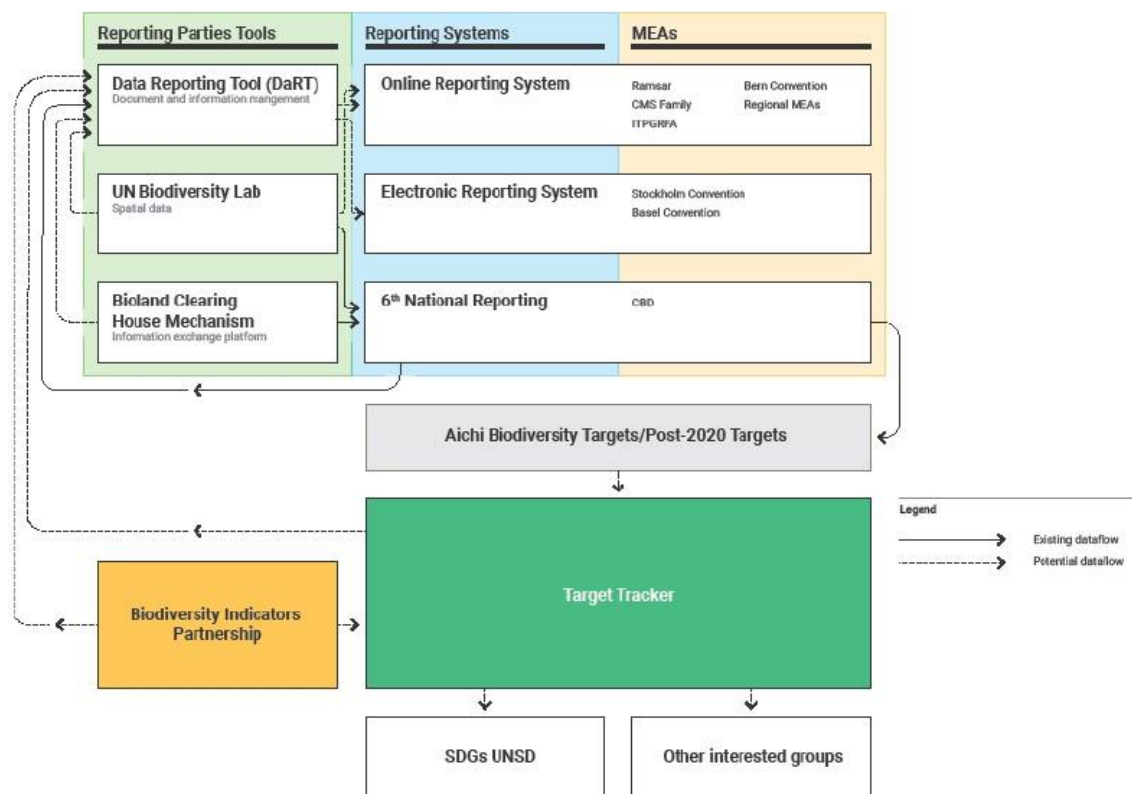 Reporting Parties Tools
Reporting Systems
MEAs
Data Reporting Tool (DaRT)
Document and information mangement
Online Reporting System
Ramsar
CMS Family
ITPGRFA
Bern Convention
Regional MEAs
UN Biodiversity Lab
Spatial data
Electronic Reporting System
Stockholm Convention
Basel Convention
Bioland Clearing
House Mechanism
Information exchange platform
6th National Reporting
CBD
Aichi Biodiversity Targets/Post-2020 Targets
Legend
Existing dataflow
Potential dataflow
Target Tracker
Biodiversity Indicators
Partnership
SDGs UNSD
Other interested groups